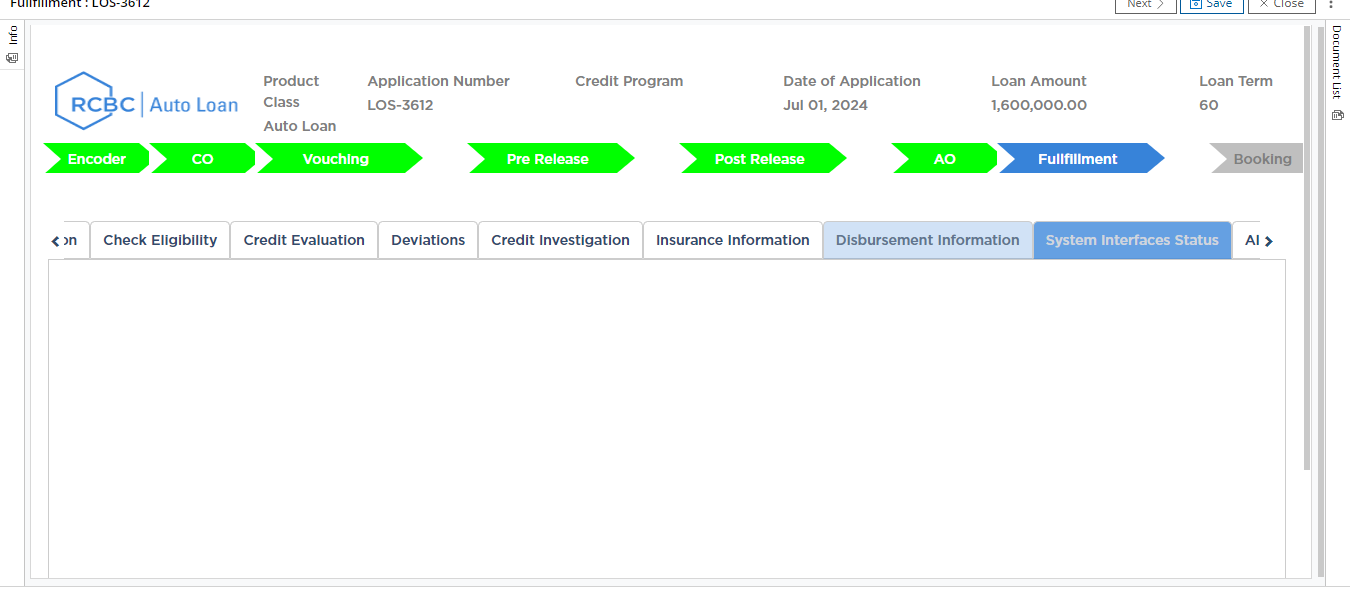 Fullfillment : LOS-3612
Next Save Close
Info
Document List
RCBC Auto Loan
Product Class
Auto Loan
Application Number
LOS-3612
Credit Program
Date of Application
Jul 01, 2024
Loan Amount
1,600,000.00
Loan Term
60
Encoder CO Vouching Pre Release Post Release AO Fullfillment Booking
on Check Eligibility Credit Evaluation Deviations Credit Investigation Insurance Information Disbursement Information System Interfaces Status